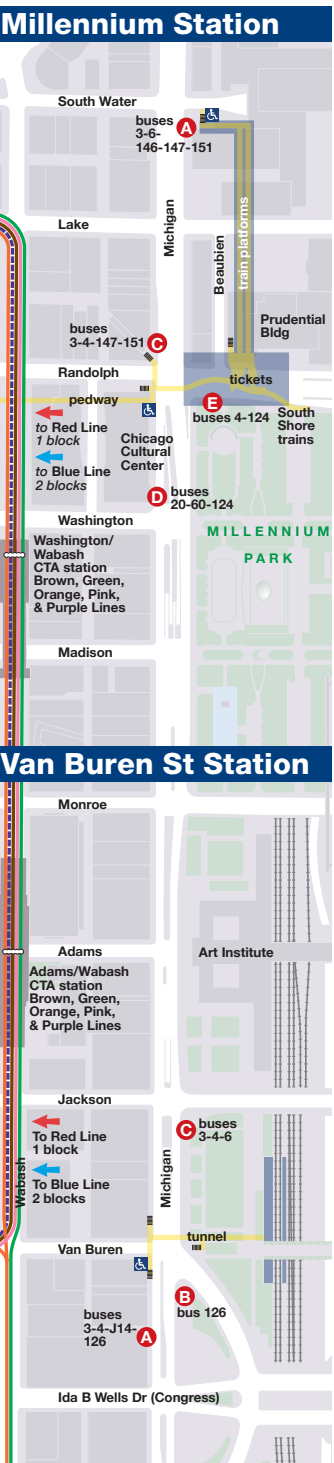 Millennium Station
South Water
buses
3-6-
146-147-151
A
Lake
Michigan
Beaubien
train platforms
Prudential
Bldg
buses
3-4-147-151
C
Randolph
pedway
tickets
E
buses 4-124
South
Shore
trains
to Red Line
1 block
to Blue Line
2 blocks
Chicago
Cultural
Center
D
buses
20-60-124
Washington
MILLENNIUM
PARK
Washington/
Wabash
CTA station
Brown, Green,
Orange, Pink,
& Purple Lines
Madison
Van Buren St Station
Monroe
Adams
Art Institute
Adams/Wabash
CTA station
Brown, Green,
Orange, Pink,
& Purple Lines
Jackson
To Red Line
1 block
To Blue Line
2 blocks
Wabash
Michigan
C
buses
3-4-6
tunnel
Van Buren
B
bus 126
buses
3-4-J14-
126
A
Ida B Wells Dr (Congress)